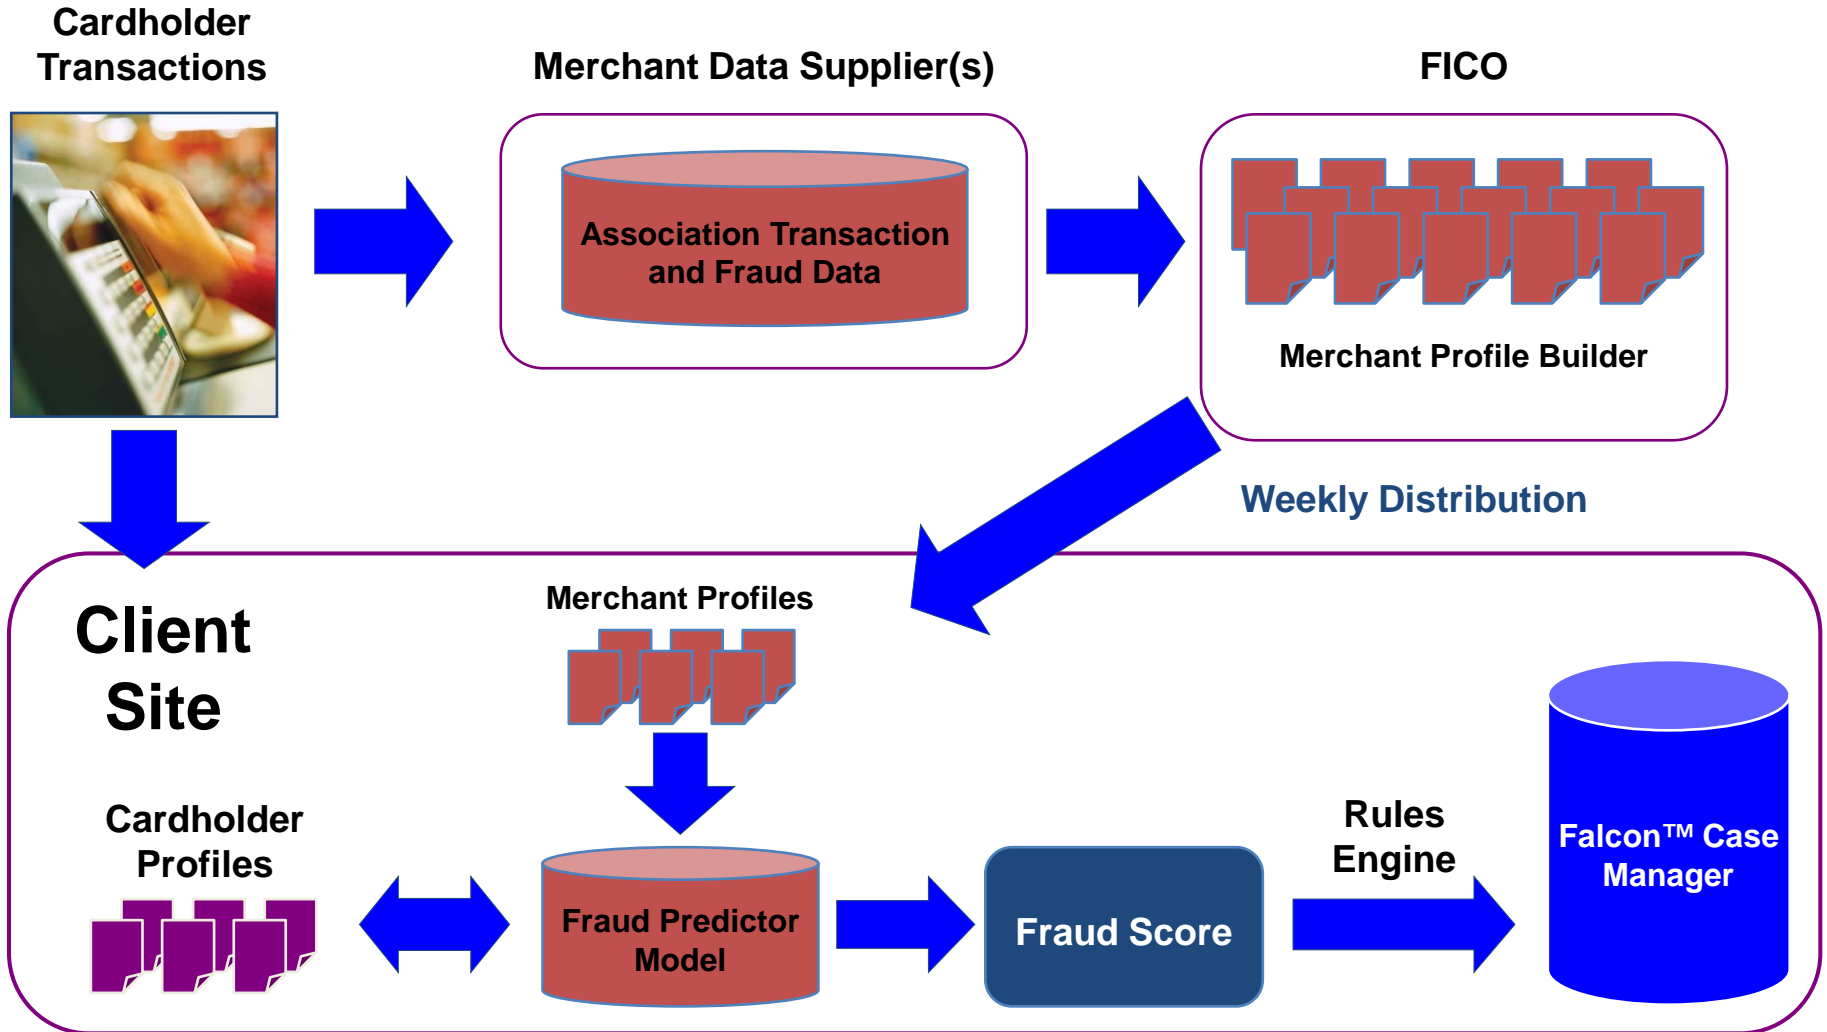 Cardholder
Transactions
Merchant Data Supplier(s)
FICO
Association Transaction
and Fraud Data
Merchant Profile Builder
Weekly Distribution
Client
Site
Merchant Profiles
Cardholder
Profiles
Fraud Predictor
Model
Fraud Score
Rules
Engine
Falcon™ Case
Manager